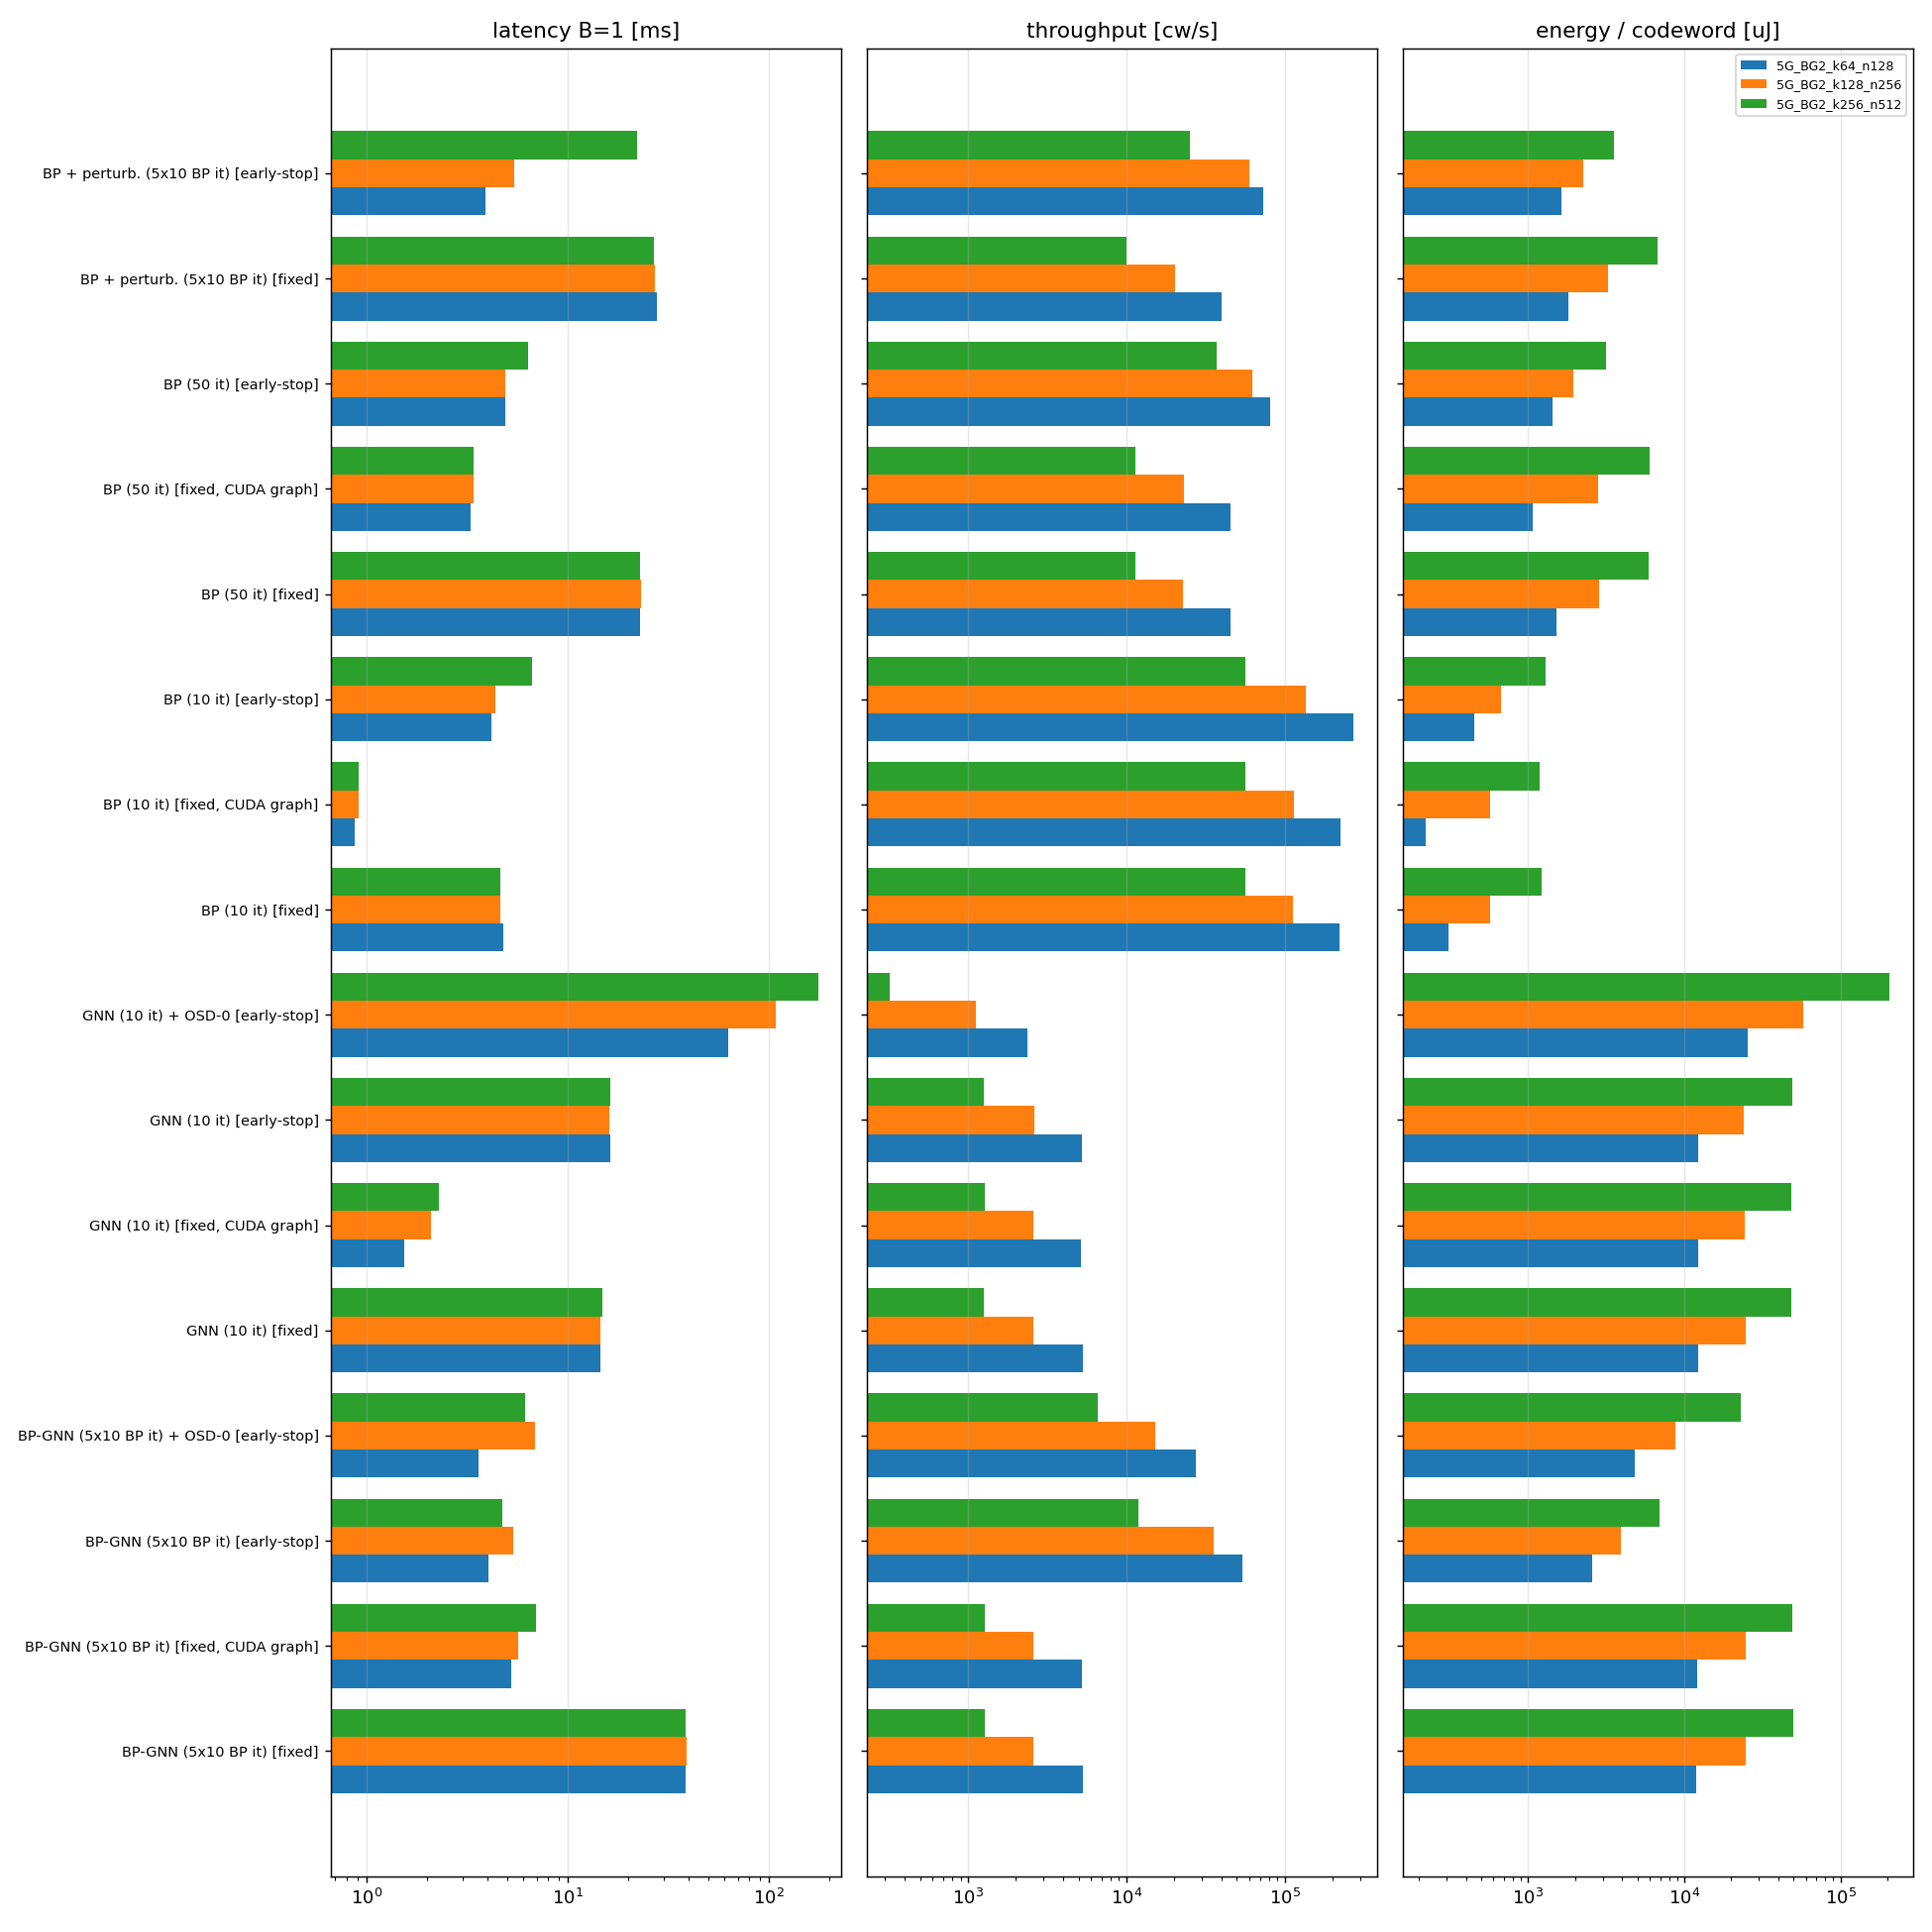 latency B=1 [ms]
throughput [cw/s]
energy / codeword [uJ]
5G_BG2_k64_n128
5G_BG2_k128_n256
5G_BG2_k256_n512
BP + perturb. (5x10 BP it) [early-stop]
BP + perturb. (5x10 BP it) [fixed]
BP (50 it) [early-stop]
BP (50 it) [fixed, CUDA graph]
BP (50 it) [fixed]
BP (10 it) [early-stop]
BP (10 it) [fixed, CUDA graph]
BP (10 it) [fixed]
GNN (10 it) + OSD-0 [early-stop]
GNN (10 it) [early-stop]
GNN (10 it) [fixed, CUDA graph]
GNN (10 it) [fixed]
BP-GNN (5x10 BP it) + OSD-0 [early-stop]
BP-GNN (5x10 BP it) [early-stop]
BP-GNN (5x10 BP it) [fixed, CUDA graph]
BP-GNN (5x10 BP it) [fixed]
10⁰ 10¹ 10²
10³ 10⁴ 10⁵
10³ 10⁴ 10⁵